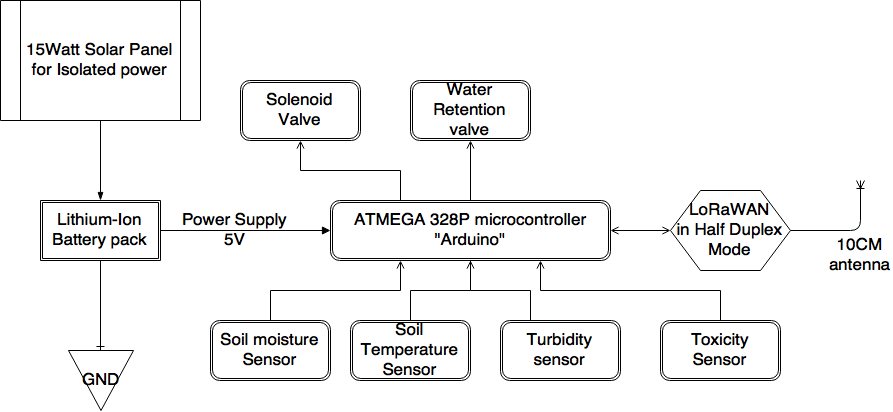 15Watt Solar Panel
for Isolated power
Solenoid
Valve
Water
Retention
valve
Lithium-Ion
Battery pack
Power Supply
5V
ATMEGA 328P microcontroller
"Arduino"
LoRaWAN
in Half Duplex
Mode
10CM
antenna
GND
Soil moisture
Sensor
Soil
Temperature
Sensor
Turbidity
sensor
Toxicity
Sensor